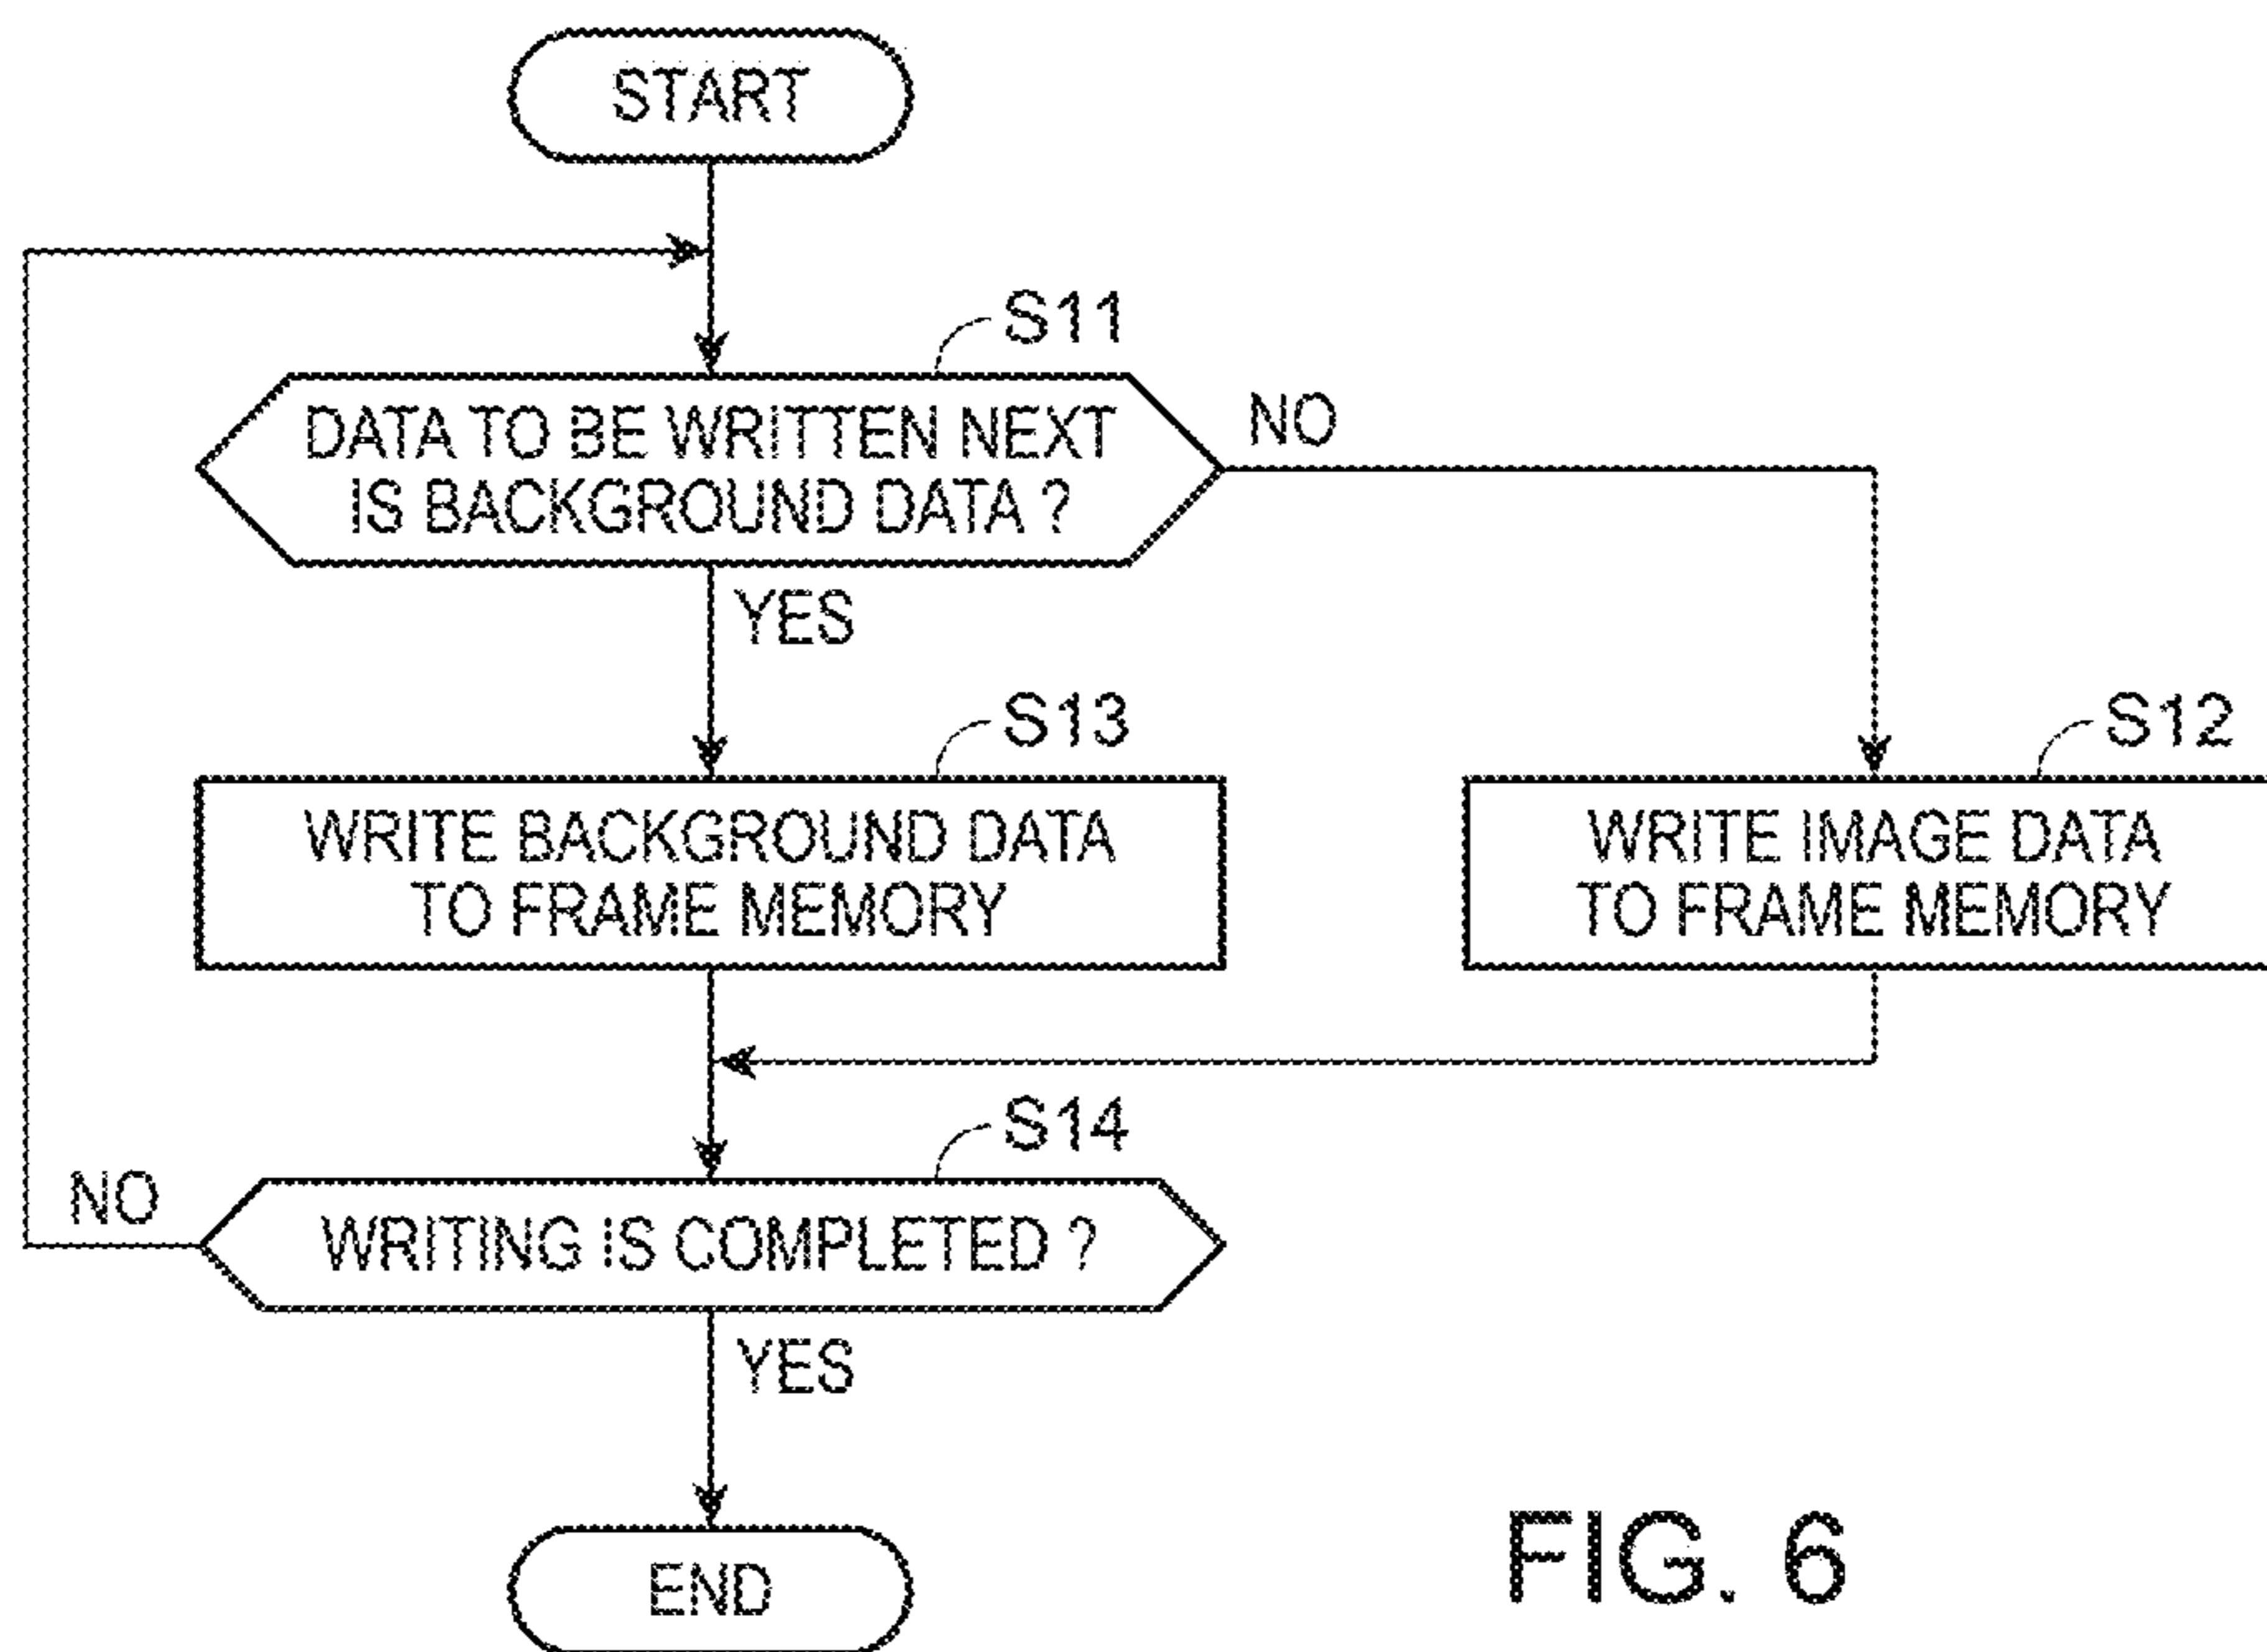 START
S11
DATA TO BE WRITTEN NEXT
IS BACKGROUND DATA ?
NO
YES
S13
WRITE BACKGROUND DATA
TO FRAME MEMORY
S12
WRITE IMAGE DATA
TO FRAME MEMORY
S14
NO
WRITING IS COMPLETED ?
YES
END
FIG. 6